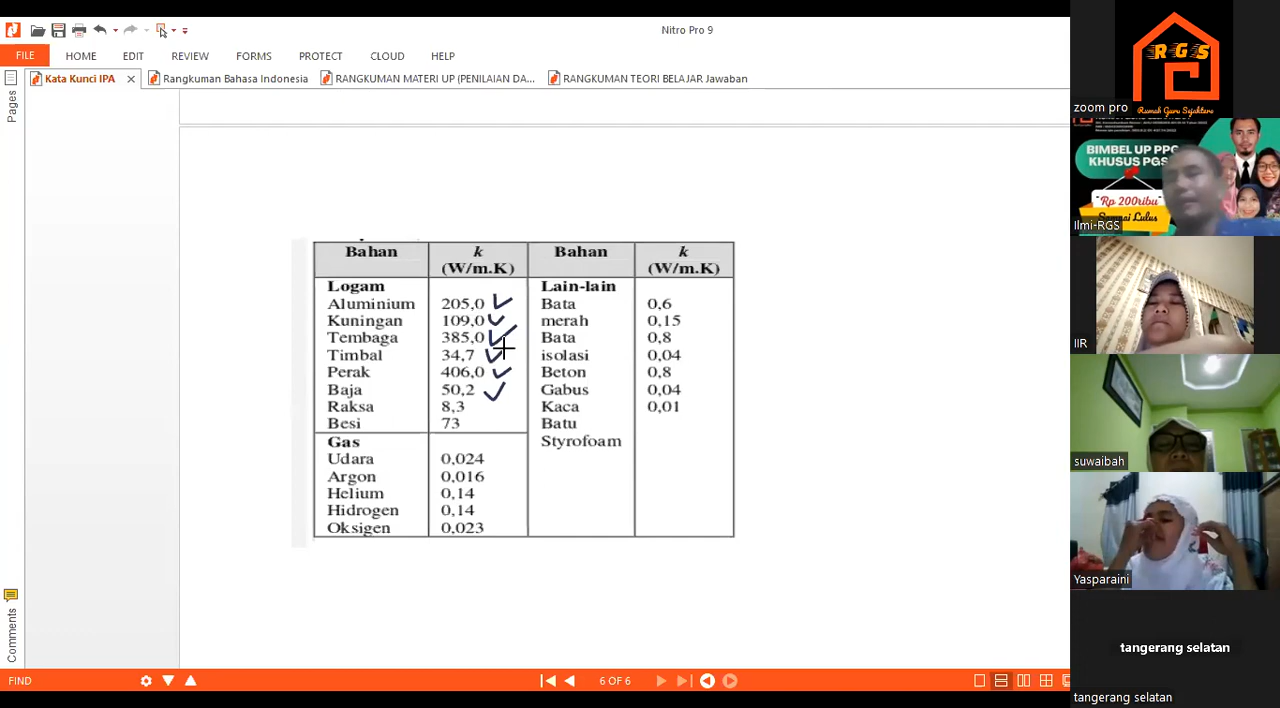 Nitro Pro 9
FILE
HOME
EDIT
REVIEW
FORMS
PROTECT
CLOUD
HELP
Kata Kunci IPA
Rangkuman Bahasa Indonesia
RANGKUMAN MATERI UP (PENILAIAN DA...
RANGKUMAN TEORI BELAJAR Jawaban
Pages
Comments
Bahan k (W/m.K) Bahan k (W/m.K)
Logam Lain-lain
Aluminium 205,0 Bata 0,6
Kuningan 109,0 merah 0,15
Tembaga 385,0 Bata 0,8
Timbal 34,7 isolasi 0,04
Perak 406,0 Beton 0,8
Baja 50,2 Gabus 0,04
Raksa 8,3 Kaca 0,01
Besi 73 Batu
Gas Styrofoam
Udara 0,024
Argon 0,016
Helium 0,14
Hidrogen 0,14
Oksigen 0,023
FIND
6 OF 6
RGS
Rumah Guru Sejahtera
zoom pro
BIMBEL UP PPG
KHUSUS PGS
"Rp 200ribu"
Sampai Lulus
Ilmi-RGS
IIR
suwaibah
Yasparaini
tangerang selatan
tangerang selatan